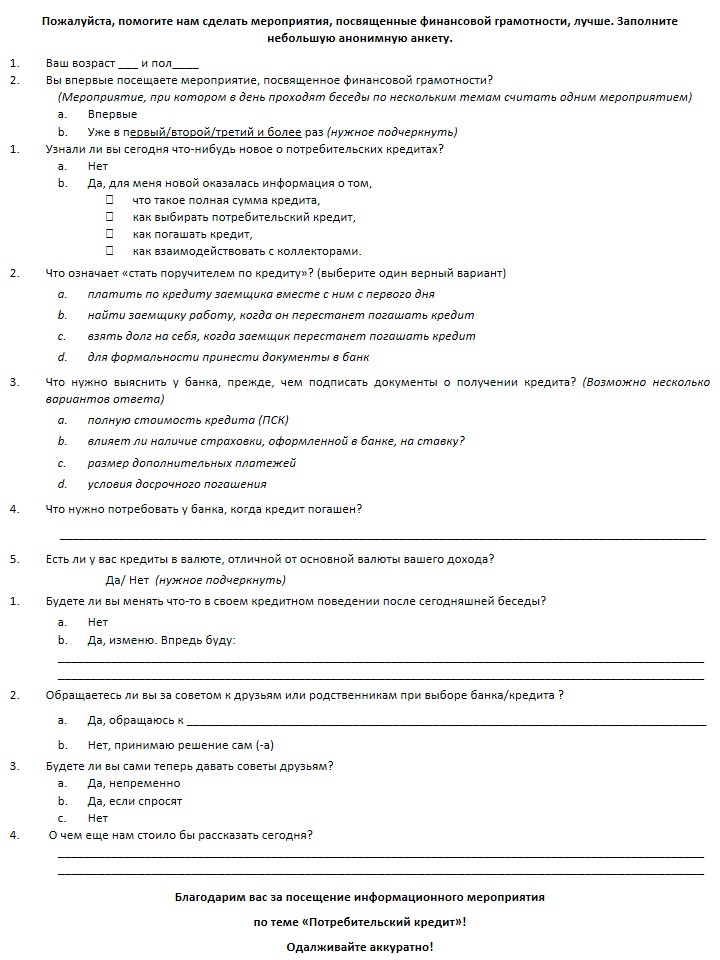 Пожалуйста, помогите нам сделать мероприятия, посвященные финансовой грамотности, лучше. Заполните
небольшую анонимную анкету.
1. Ваш возраст ___ и пол____
2. Вы впервые посещаете мероприятие, посвященное финансовой грамотности?
(Мероприятие, при котором в день проходят беседы по нескольким темам считать одним мероприятием)
a. Впервые
b. Уже в первый/второй/третий и более раз (нужное подчеркнуть)
1. Узнали ли вы сегодня что-нибудь новое о потребительских кредитах?
a. Нет
b. Да, для меня новой оказалась информация о том,
что такое полная сумма кредита,
как выбирать потребительский кредит,
как погашать кредит,
как взаимодействовать с коллекторами.
2. Что означает «стать поручителем по кредиту»? (выберите один верный вариант)
a. платить по кредиту заемщика вместе с ним с первого дня
b. найти заемщику работу, когда он перестанет погашать кредит
c. взять долг на себя, когда заемщик перестанет погашать кредит
d. для формальности принести документы в банк
3. Что нужно выяснить у банка, прежде, чем подписать документы о получении кредита? (Возможно несколько
вариантов ответа)
a. полную стоимость кредита (ПСК)
b. влияет ли наличие страховки, оформленной в банке, на ставку?
c. размер дополнительных платежей
d. условия досрочного погашения
4. Что нужно потребовать у банка, когда кредит погашен?
5. Есть ли у вас кредиты в валюте, отличной от основной валюты вашего дохода?
Да/ Нет (нужное подчеркнуть)
1. Будете ли вы менять что-то в своем кредитном поведении после сегодняшней беседы?
a. Нет
b. Да, изменю. Впредь буду:
2. Обращаетесь ли вы за советом к друзьям или родственникам при выборе банка/кредита ?
a. Да, обращаюсь к ____
b. Нет, принимаю решение сам (-а)
3. Будете ли вы сами теперь давать советы друзьям?
a. Да, непременно
b. Да, если спросят
c. Нет
4. О чем еще нам стоило бы рассказать сегодня?
Благодарим вас за посещение информационного мероприятия
по теме «Потребительский кредит»!
Одалживайте аккуратно!